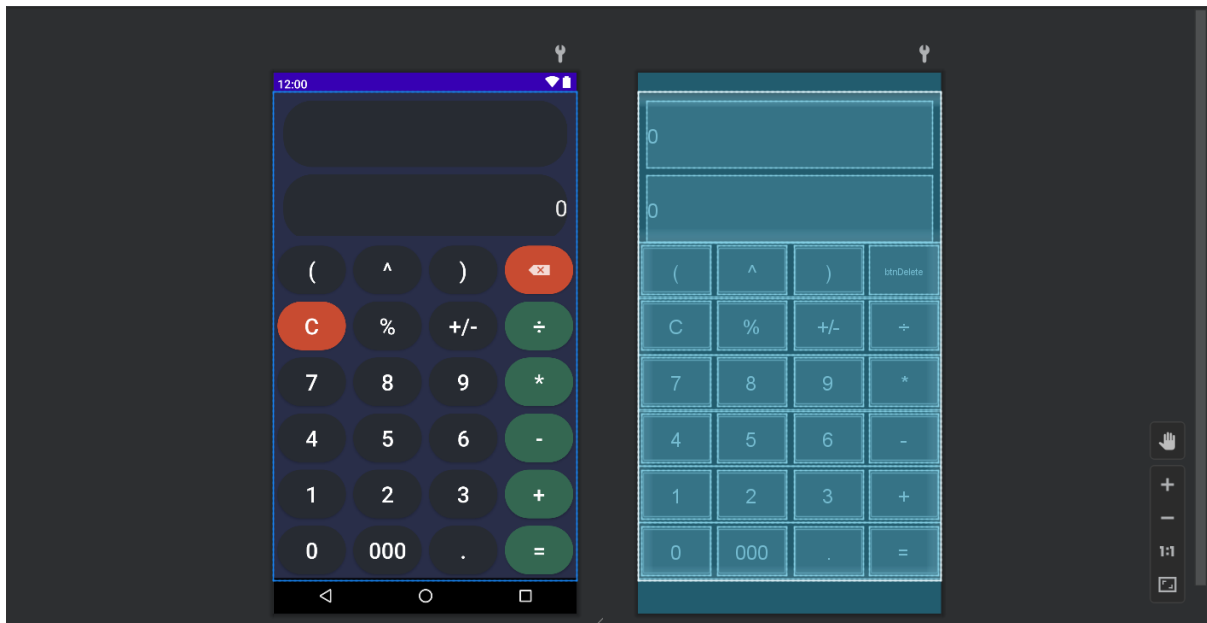 12:00
0
( ^ )
C % +/- ÷
7 8 9 *
4 5 6 -
1 2 3 +
0 000 . =
0
0
( ^ ) btnDelete
C % +/- ÷
7 8 9 *
4 5 6 -
1 2 3 +
0 000 . =
1:1